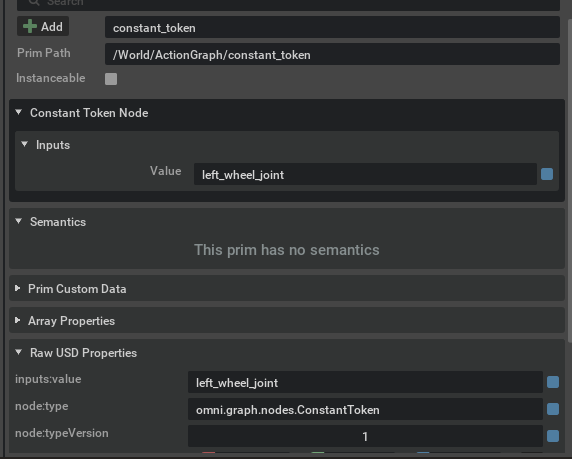 Search
Add constant_token
Prim Path /World/ActionGraph/constant_token
Instanceable
Constant Token Node
Inputs
Value left_wheel_joint
Semantics
This prim has no semantics
Prim Custom Data
Array Properties
Raw USD Properties
inputs:value left_wheel_joint
node:type omni.graph.nodes.ConstantToken
node:typeVersion 1